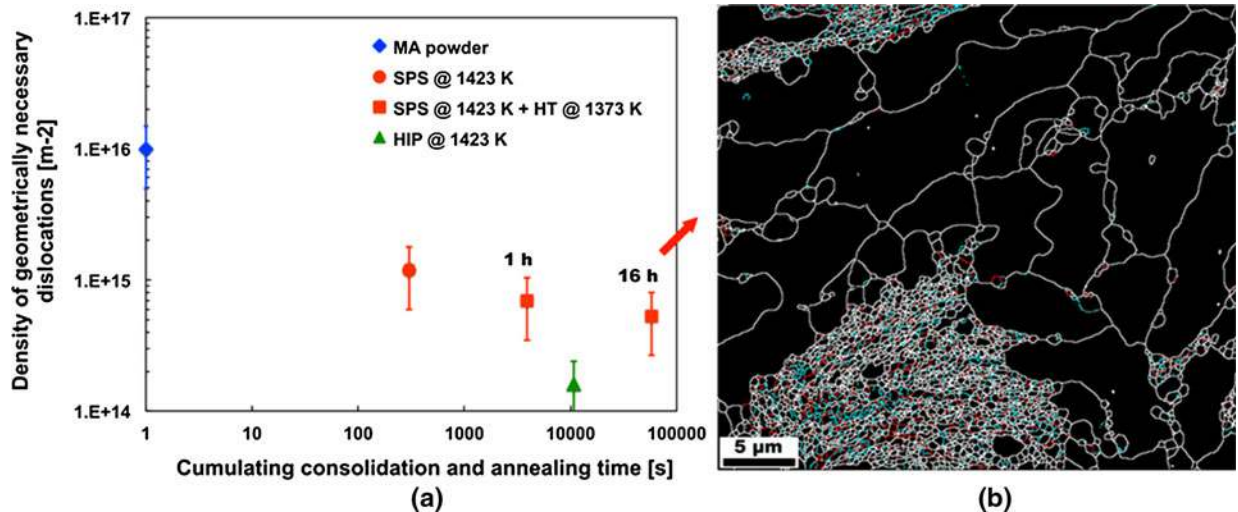 Density of geometrically necessary
dislocations [m-2]
1.E+17
1.E+16
1.E+15
1.E+14
MA powder
SPS @ 1423 K
SPS @ 1423 K + HT @ 1373 K
HIP @ 1423 K
1 h
16 h
1
10
100
1000
10000
100000
Cumulating consolidation and annealing time [s]
(a)
5 µm
(b)